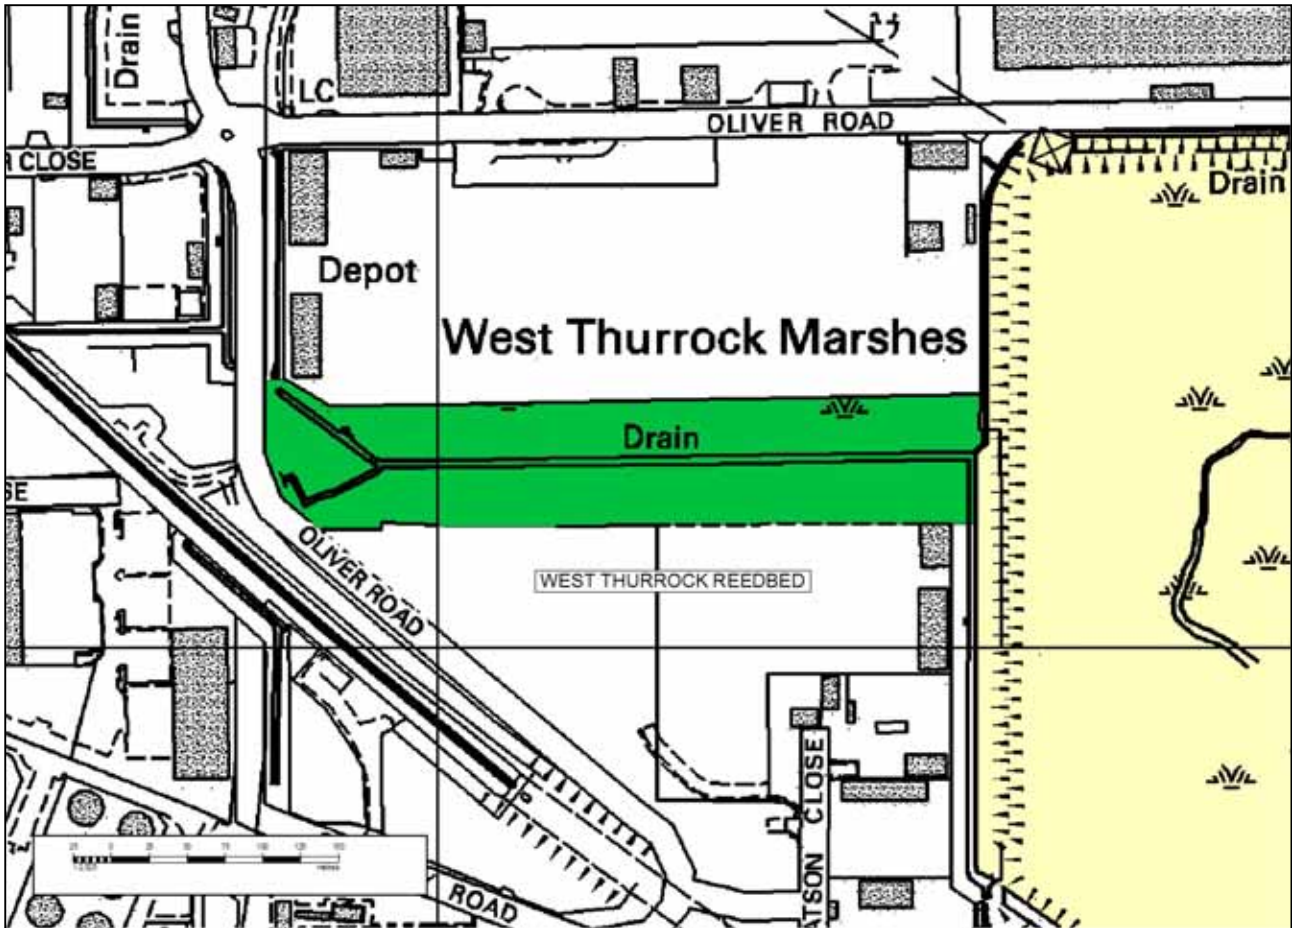 Drain
LC
OLIVER ROAD
R CLOSE
Drain
Depot
West Thurrock Marshes
Drain
SE
OLIVER ROAD
WEST THURROCK REEDBED
ATSON CLOSE
ROAD